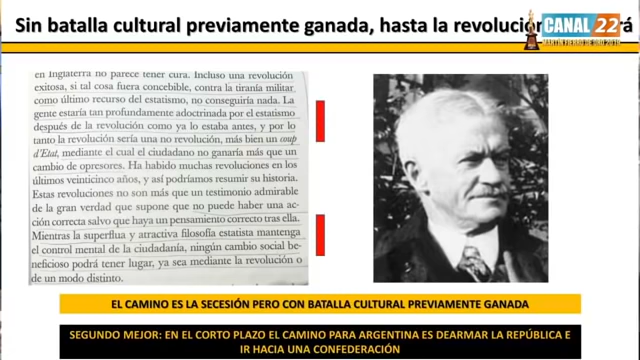 Sin batalla cultural previamente ganada, hasta la revolución
CANAL 22
MARTÍN FIERRO DE ORO 2016
en Inglaterra no parece tener cura. Incluso una revolución
exitosa, si tal cosa fuera concebible, contra la tiranía militar
como último recurso del estatismo, no conseguiría nada. La
gente estaría tan profundamente adoctrinada por el estatismo
después de la revolución como ya lo estaba antes, y por lo
tanto la revolución sería una no revolución, más bien un coup
d'Etat, mediante el cual el ciudadano no ganaría más que un
cambio de opresores. Ha habido muchas revoluciones en los
últimos veinticinco años, y así podríamos resumir su historia.
Estas revoluciones no son más que un testimonio admirable
de la gran verdad que supone que no puede haber una ac-
ción correcta salvo que haya un pensamiento correcto tras ella.
Mientras la superflua y atractiva filosofía estatista mantenga
el control mental de la ciudadanía, ningún cambio social be-
neficioso podrá tener lugar, ya sea mediante la revolución o
de un modo distinto.
EL CAMINO ES LA SECESIÓN PERO CON BATALLA CULTURAL PREVIAMENTE GANADA
SEGUNDO MEJOR: EN EL CORTO PLAZO EL CAMINO PARA ARGENTINA ES DEARMAR LA REPÚBLICA E
IR HACIA UNA CONFEDERACIÓN